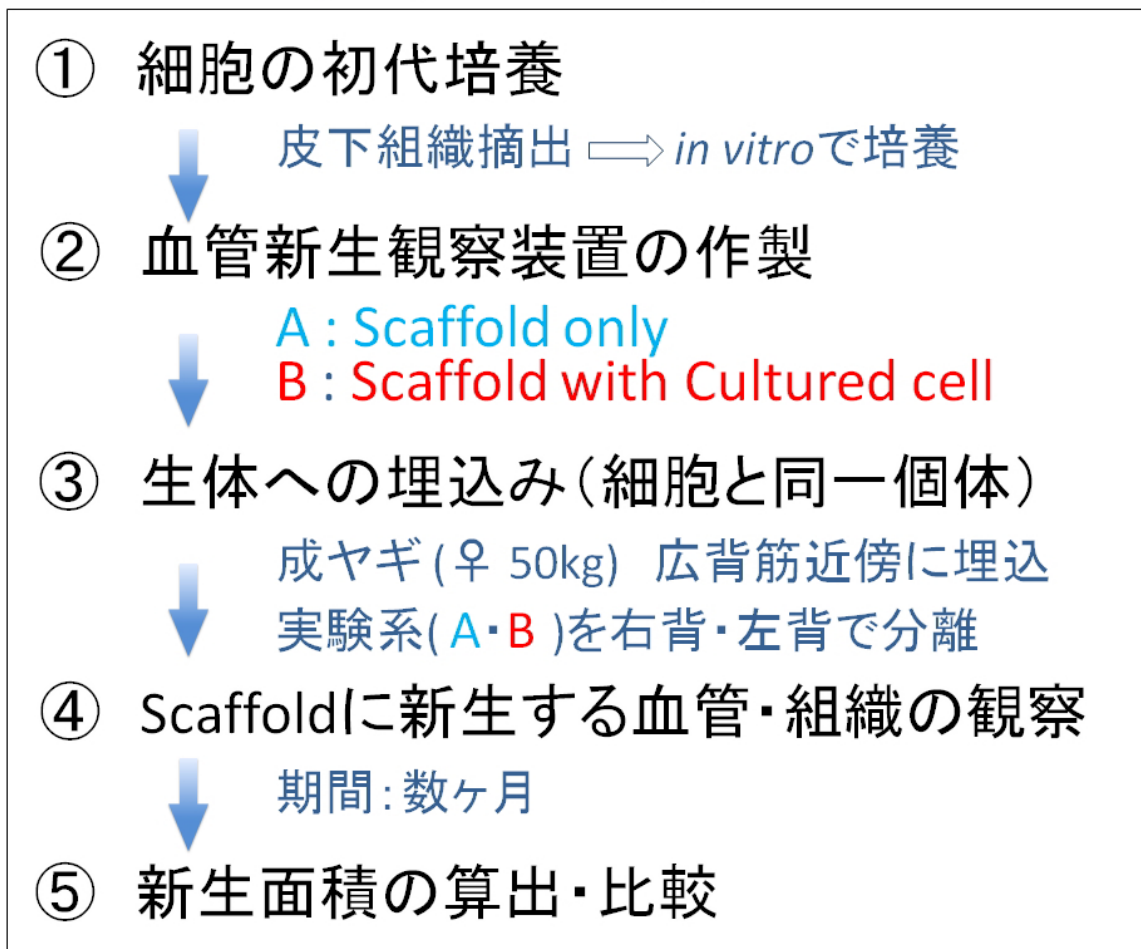 ① 細胞の初代培養
皮下組織摘出 ⇨ in vitroで培養
② 血管新生観察装置の作製
A : Scaffold only
B : Scaffold with Cultured cell
③ 生体への埋込み(細胞と同一個体)
成ヤギ(♀ 50kg) 広背筋近傍に埋込
実験系( A・B )を右背・左背で分離
④ Scaffoldに新生する血管・組織の観察
期間:数ヶ月
⑤ 新生面積の算出・比較